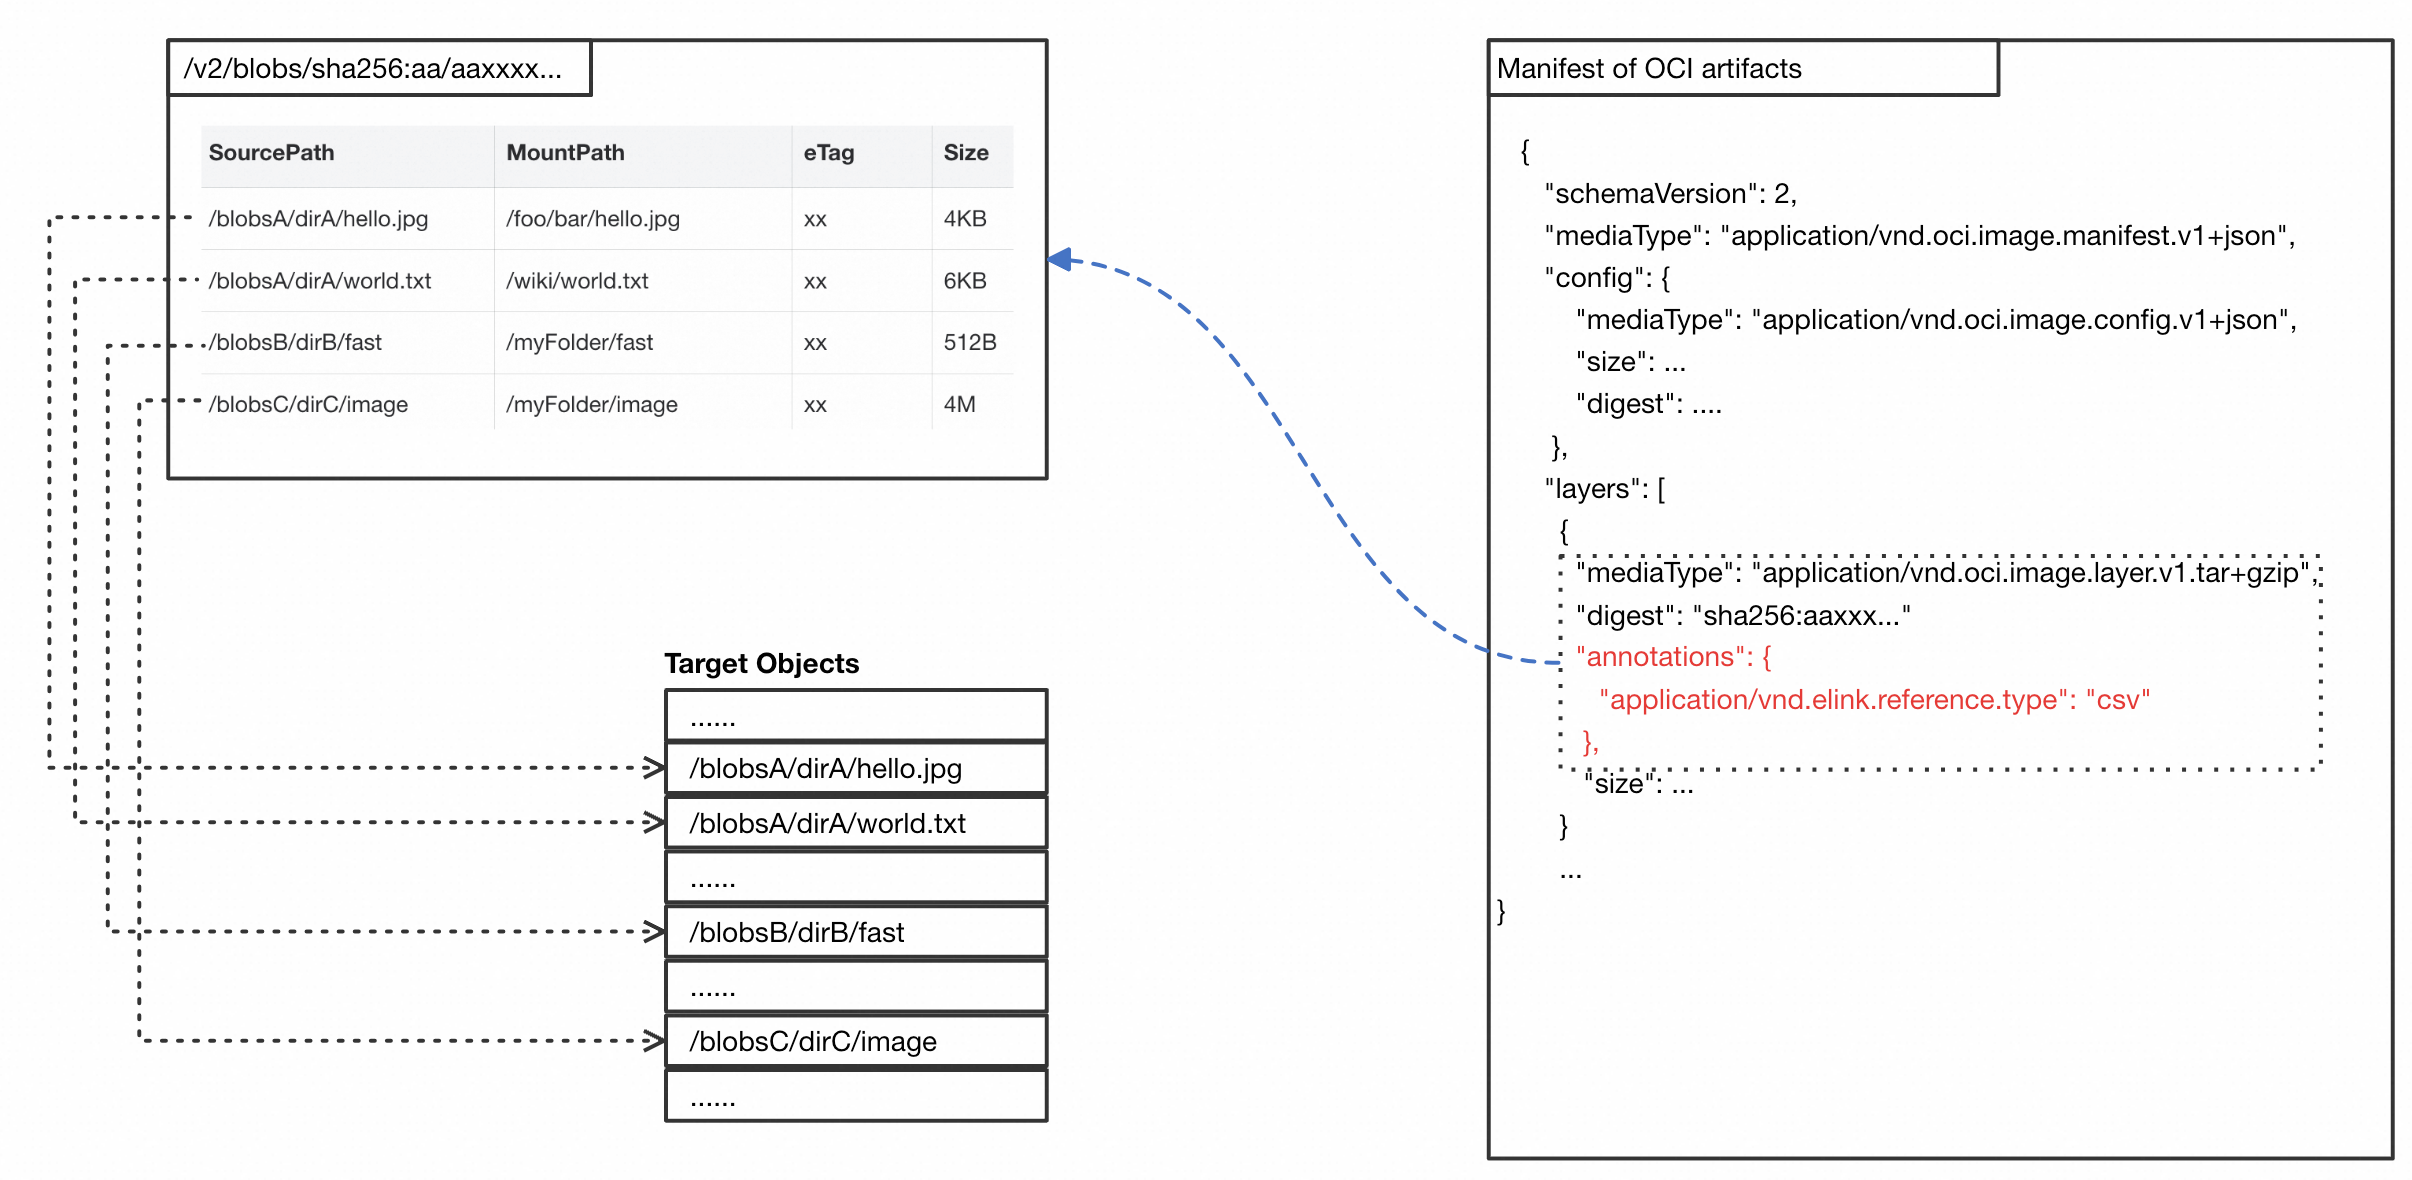 /v2/blobs/sha256:aa/aaxxxx...
SourcePath MountPath eTag Size
/blobsA/dirA/hello.jpg /foo/bar/hello.jpg xx 4KB
/blobsA/dirA/world.txt /wiki/world.txt xx 6KB
/blobsB/dirB/fast /myFolder/fast xx 512B
/blobsC/dirC/image /myFolder/image xx 4M
Target Objects
......
/blobsA/dirA/hello.jpg
/blobsA/dirA/world.txt
......
/blobsB/dirB/fast
......
/blobsC/dirC/image
......
Manifest of OCI artifacts
{
"schemaVersion": 2,
"mediaType": "application/vnd.oci.image.manifest.v1+json",
"config": {
"mediaType": "application/vnd.oci.image.config.v1+json",
"size": ...
"digest": ....
},
"layers": [
{
"mediaType": "application/vnd.oci.image.layer.v1.tar+gzip",
"digest": "sha256:aaxxx..."
"annotations": {
"application/vnd.elink.reference.type": "csv"
},
"size": ...
}
...
}